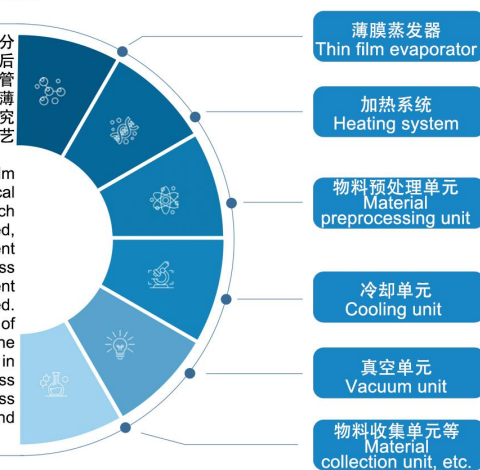 分
后
管
薄
究
艺
lm
cal
ch
ed,
ent
ss
ent
ed.
of
he
in
ss
ss
nd
薄膜蒸发器
Thin film evaporator
加热系统
Heating system
物料预处理单元
Material
preprocessing unit
冷却单元
Cooling unit
真空单元
Vacuum unit
物料收集单元等
Material
collection unit, etc.